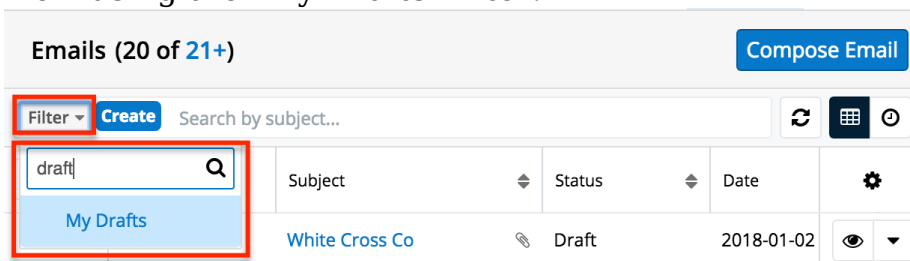 Emails (20 of 21+)
Compose Email
Filter Create Search by subject...
draft
Subject Status Date
My Drafts
White Cross Co Draft 2018-01-02